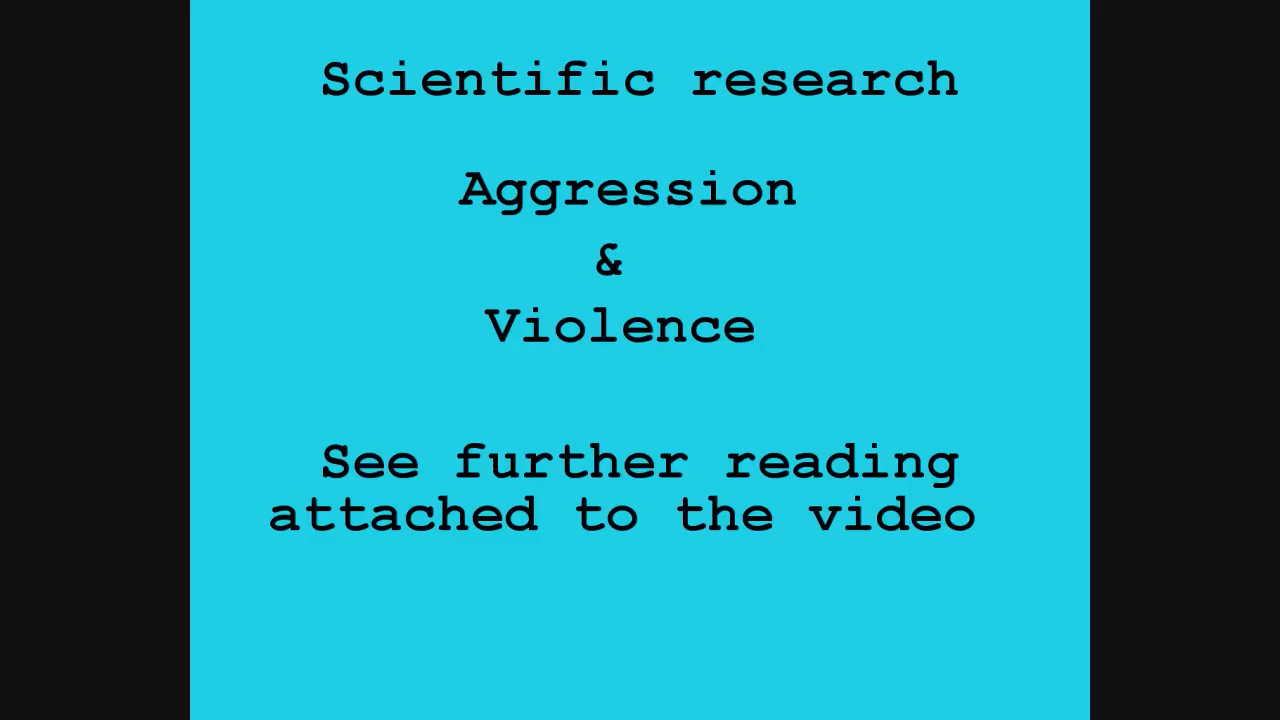 Scientific research
Aggression
&
Violence
See further reading
attached to the video